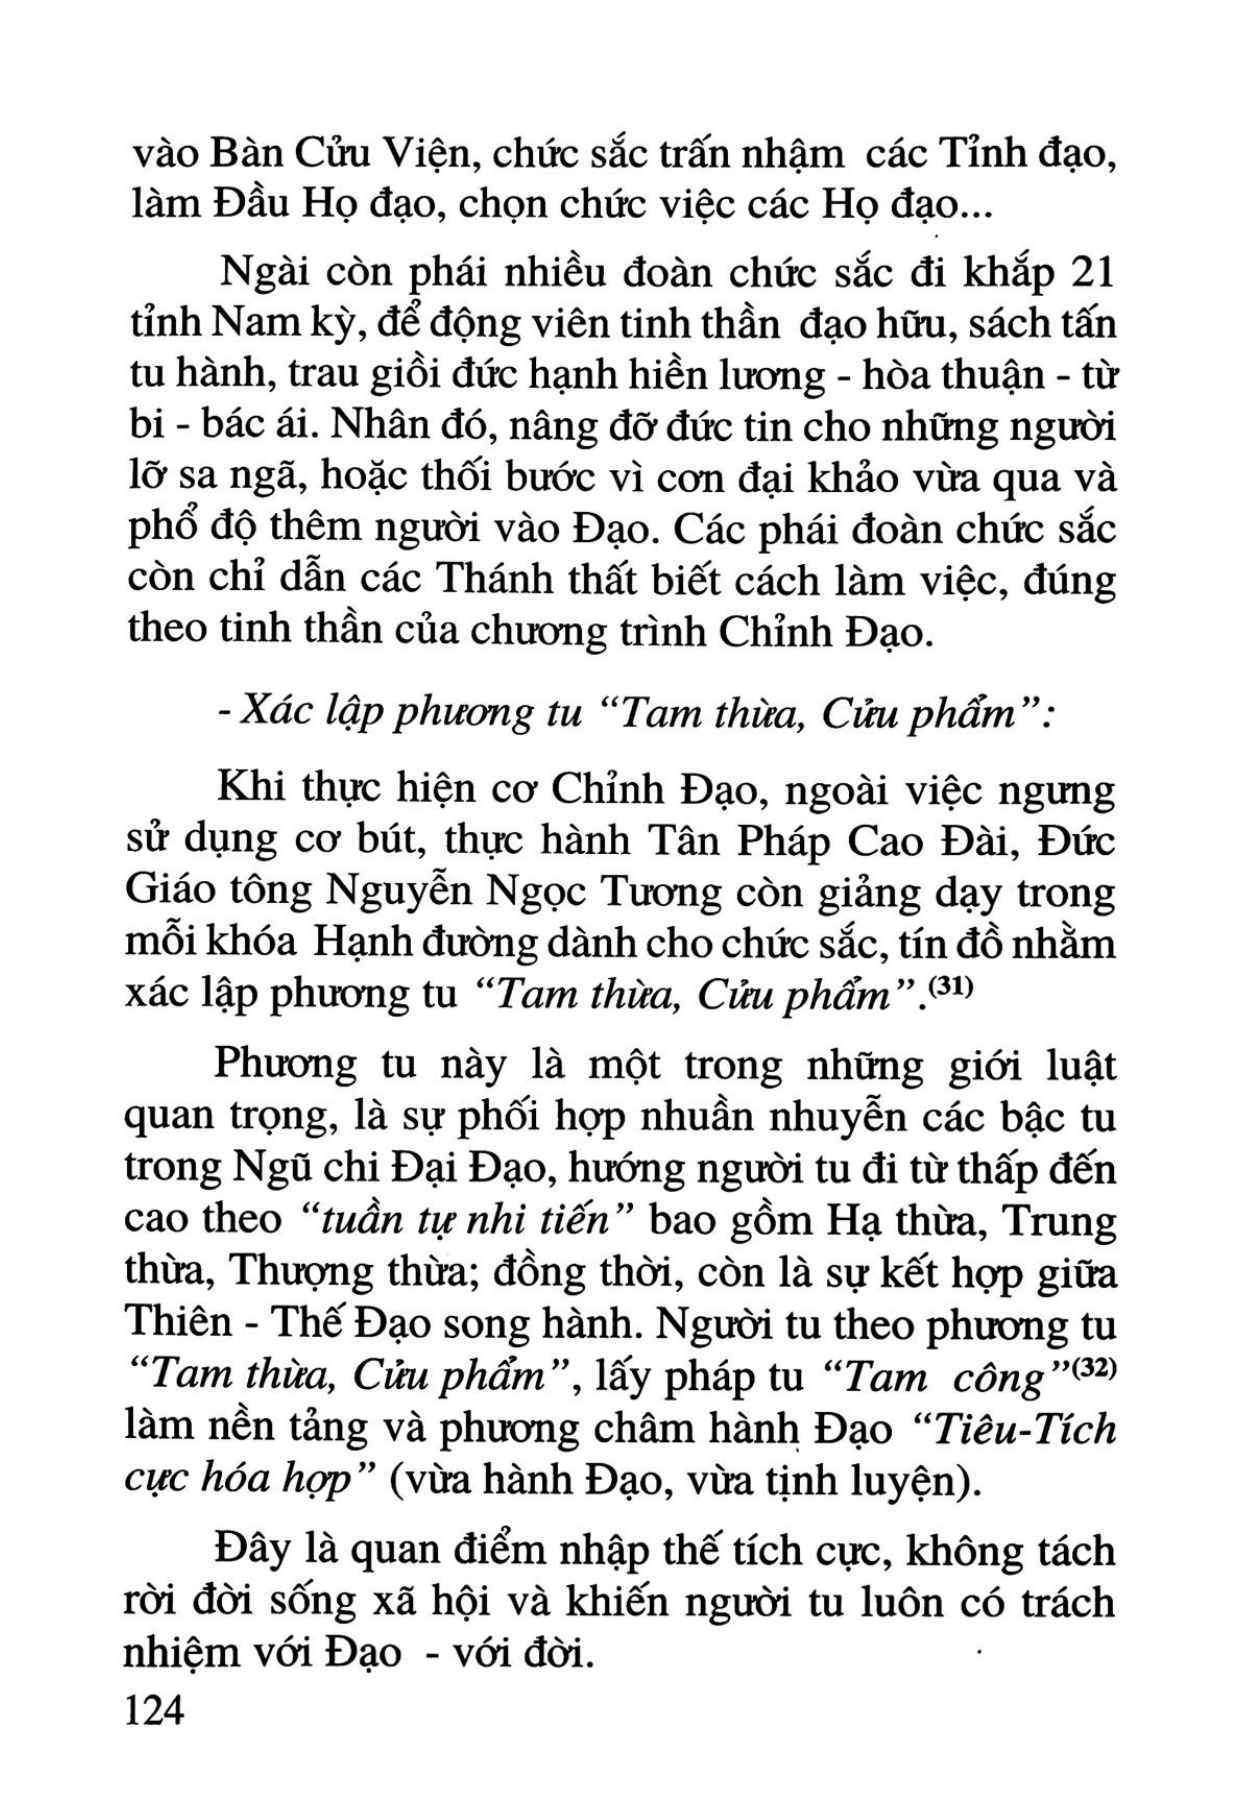 vào Bàn Cửu Viện, chức sắc trấn nhậm các Tỉnh đạo,
làm Đầu Họ đạo, chọn chức việc các Họ đạo...
Ngài còn phái nhiều đoàn chức sắc đi khắp 21
tỉnh Nam kỳ, để động viên tinh thần đạo hữu, sách tấn
tu hành, trau giồi đức hạnh hiền lương - hòa thuận - từ
bi - bác ái. Nhân đó, nâng đỡ đức tin cho những người
lỡ sa ngã, hoặc thối bước vì cơn đại khảo vừa qua và
phổ độ thêm người vào Đạo. Các phái đoàn chức sắc
còn chỉ dẫn các Thánh thất biết cách làm việc, đúng
theo tinh thần của chương trình Chỉnh Đạo.
- Xác lập phương tu “Tam thừa, Cửu phẩm”:
Khi thực hiện cơ Chỉnh Đạo, ngoài việc ngưng
sử dụng cơ bút, thực hành Tân Pháp Cao Đài, Đức
Giáo tông Nguyễn Ngọc Tương còn giảng dạy trong
mỗi khóa Hạnh đường dành cho chức sắc, tín đồ nhằm
xác lập phương tu “Tam thừa, Cửu phẩm”.(31)
Phương tu này là một trong những giới luật
quan trọng, là sự phối hợp nhuần nhuyễn các bậc tu
trong Ngũ chi Đại Đạo, hướng người tu đi từ thấp đến
cao theo “tuần tự nhi tiến” bao gồm Hạ thừa, Trung
thừa, Thượng thừa; đồng thời, còn là sự kết hợp giữa
Thiên - Thế Đạo song hành. Người tu theo phương tu
“Tam thừa, Cửu phẩm”, lấy pháp tu “Tam công”(32)
làm nền tảng và phương châm hành Đạo “Tiêu-Tích
cực hóa hợp” (vừa hành Đạo, vừa tịnh luyện).
Đây là quan điểm nhập thế tích cực, không tách
rời đời sống xã hội và khiến người tu luôn có trách
nhiệm với Đạo - với đời.
124